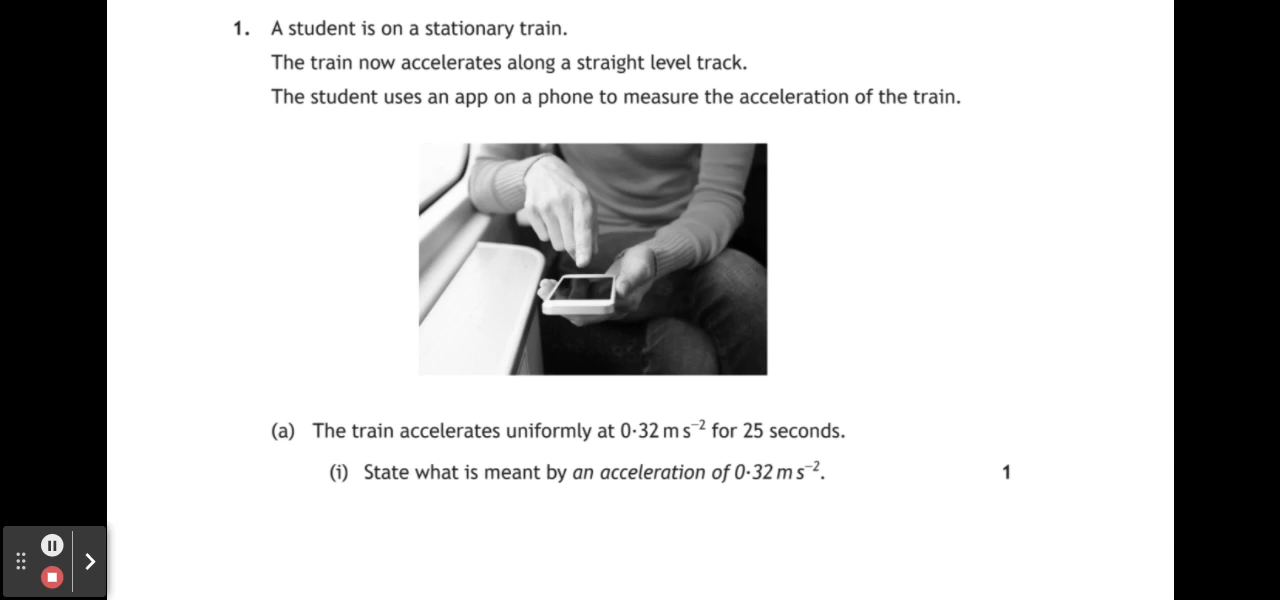 1. A student is on a stationary train.
The train now accelerates along a straight level track.
The student uses an app on a phone to measure the acceleration of the train.
(a) The train accelerates uniformly at 0·32 m s⁻² for 25 seconds.
(i) State what is meant by an acceleration of 0·32 m s⁻². 1